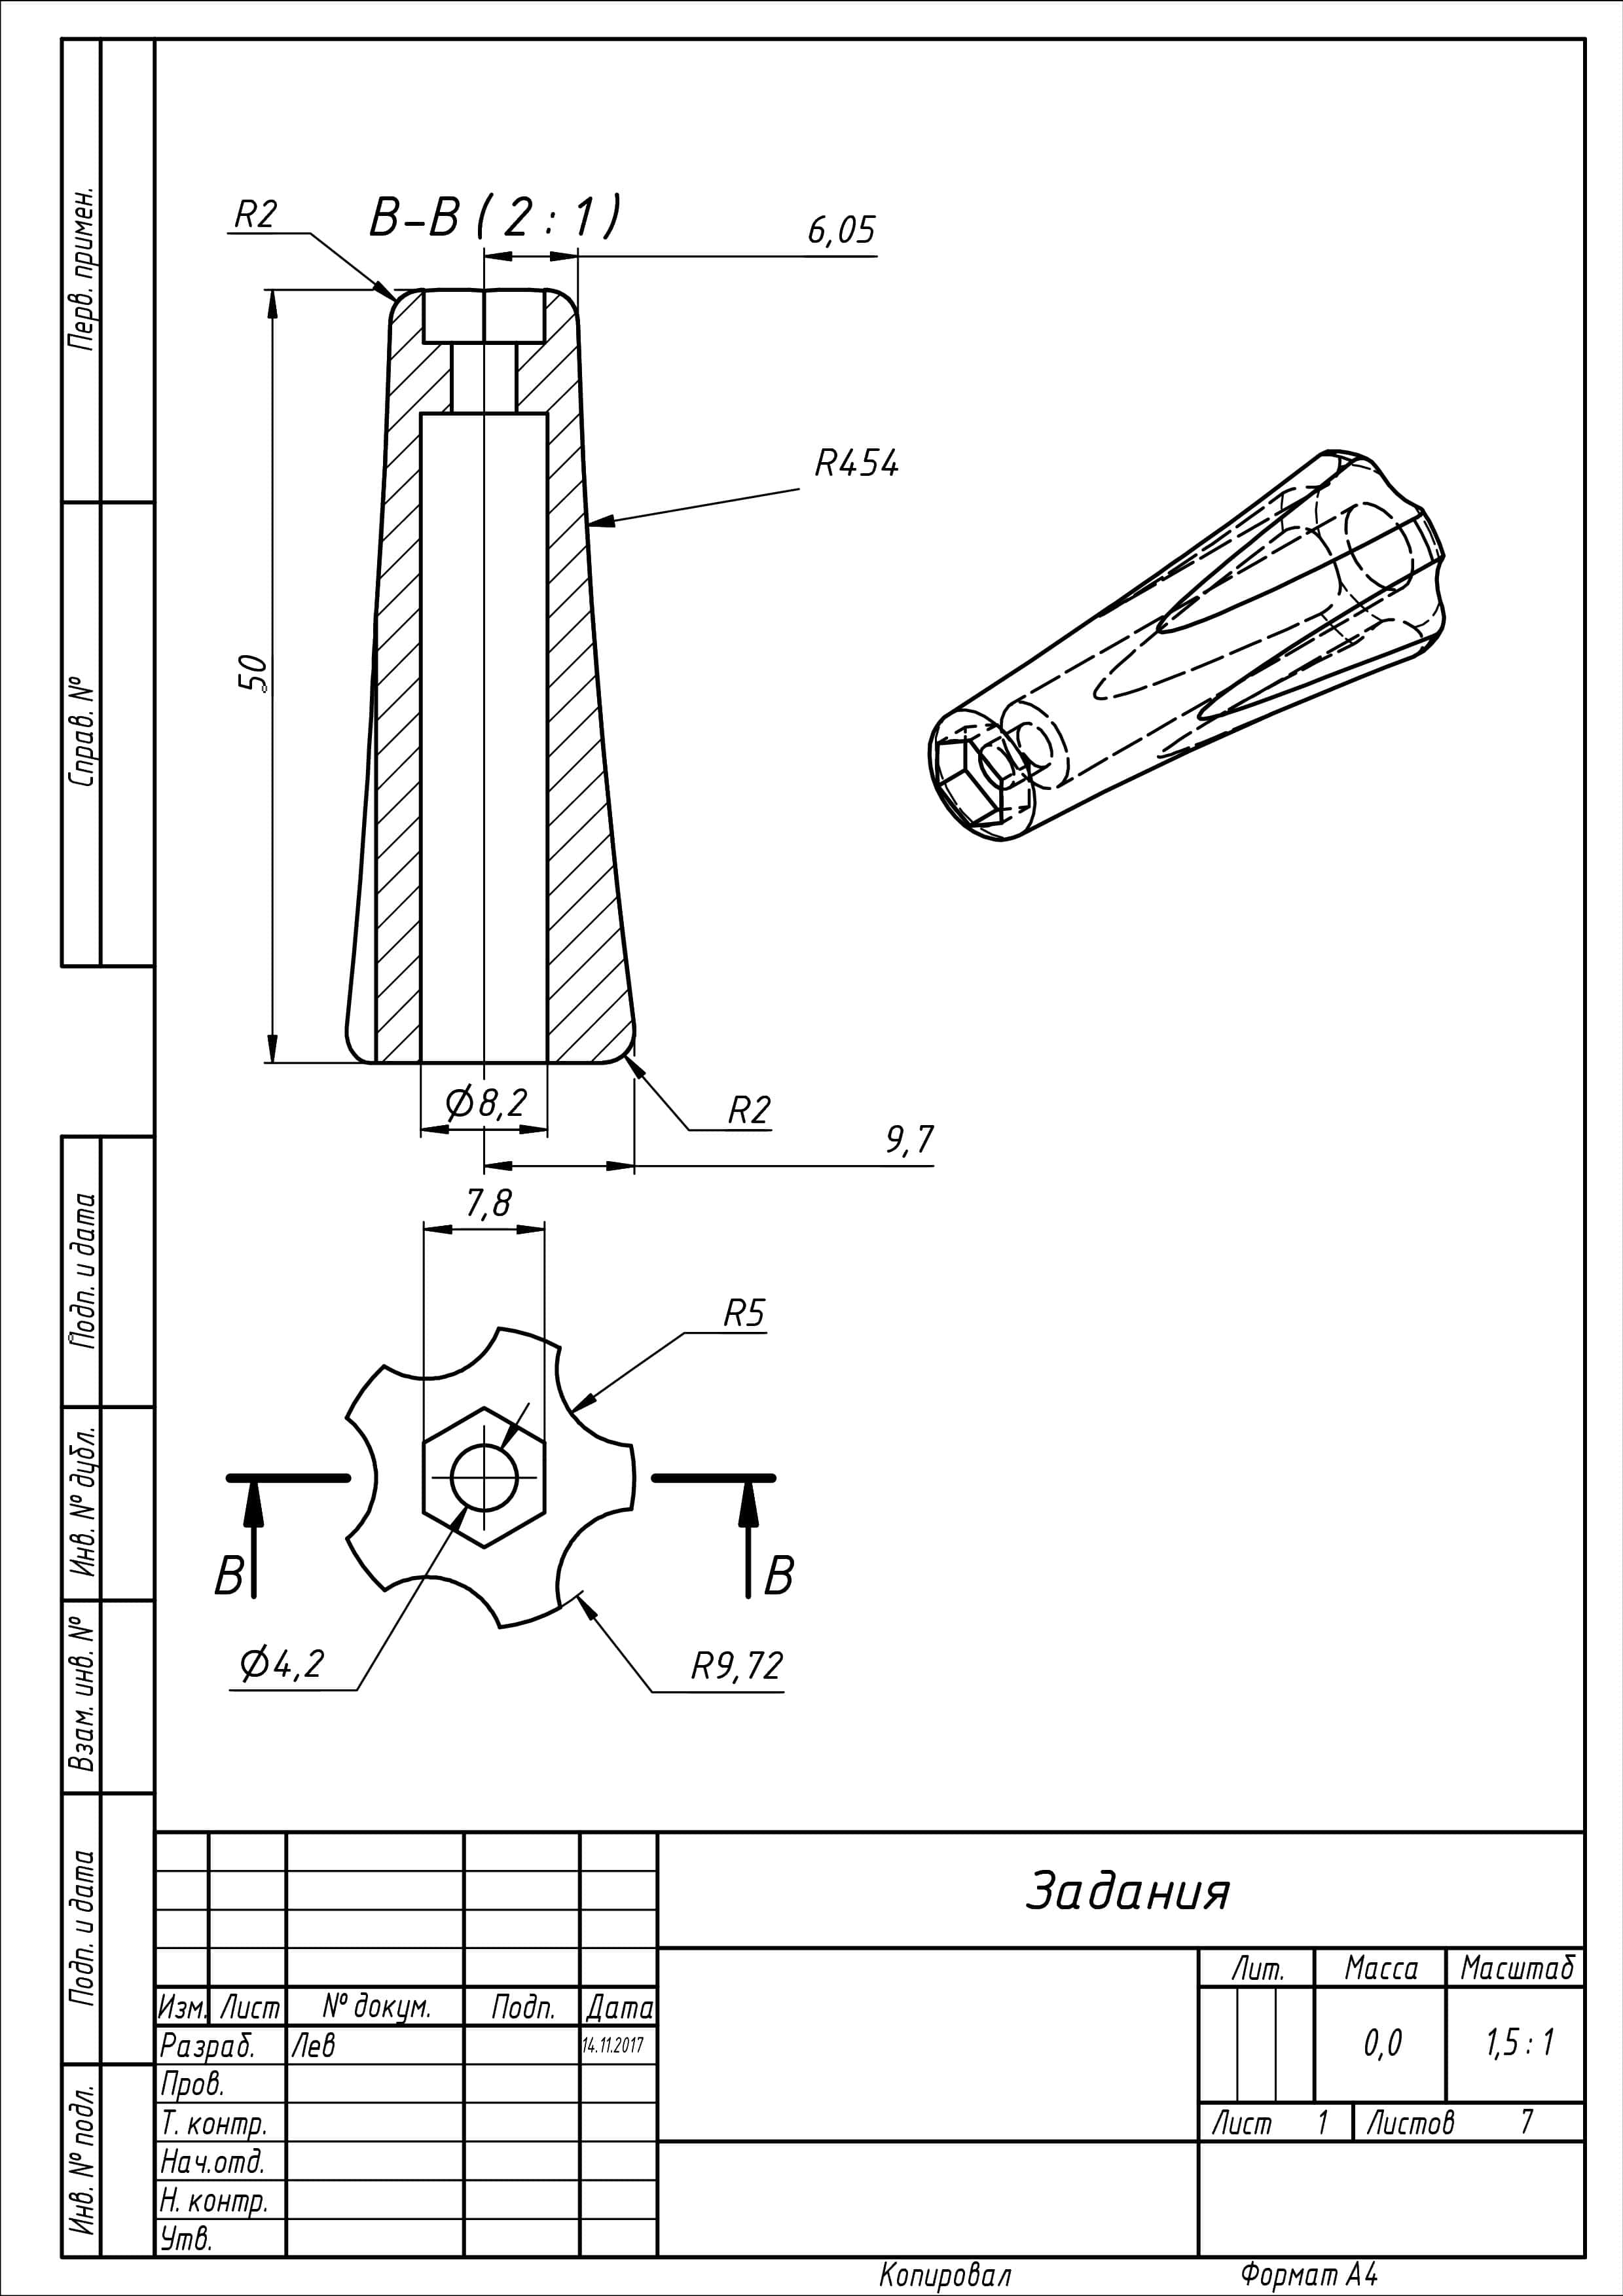 R2
В-В ( 2 : 1 )
6,05
R454
50
Ø8,2
R2
9,7
7,8
R5
В
В
Ø4,2
R9,72
Перв. примен.
Справ. №
Подп. и дата
Инв. № дубл.
Взам. инв. №
Подп. и дата
Инв. № подл.
Задания
Лит.
Масса
Масштаб
Изм.
Лист
№ докум.
Подп.
Дата
Разраб.
Лев
14.11.2017
0,0
1,5 : 1
Пров.
Т. контр.
Лист 1
Листов 7
Нач.отд.
Н. контр.
Утв.
Копировал
Формат А4